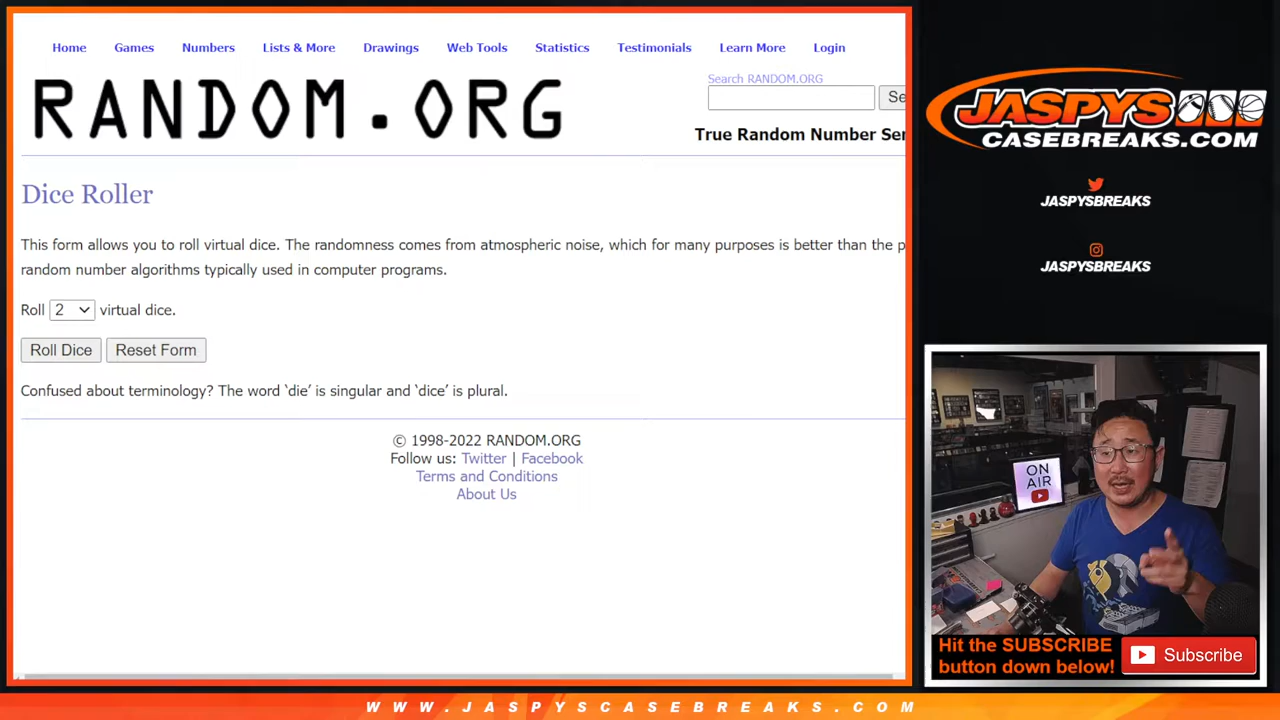 Home Games Numbers Lists & More Drawings Web Tools Statistics Testimonials Learn More Login
RANDOM.ORG
Search RANDOM.ORG
Se
True Random Number Ser
Dice Roller
This form allows you to roll virtual dice. The randomness comes from atmospheric noise, which for many purposes is better than the p
random number algorithms typically used in computer programs.
Roll 2 virtual dice.
Roll Dice Reset Form
Confused about terminology? The word ‘die’ is singular and ‘dice’ is plural.
© 1998-2022 RANDOM.ORG
Follow us: Twitter | Facebook
Terms and Conditions
About Us
JASPYS
CASEBREAKS.COM
JASPYSBREAKS
JASPYSBREAKS
ON
AIR
Hit the SUBSCRIBE
button down below!
Subscribe
WWW.JASPYSCASEBREAKS.COM